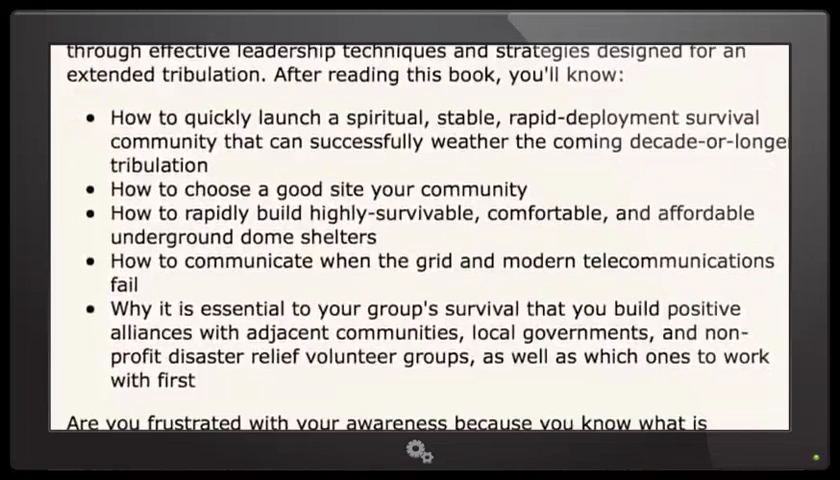 through effective leadership techniques and strategies designed for an
extended tribulation. After reading this book, you'll know:
How to quickly launch a spiritual, stable, rapid-deployment survival
community that can successfully weather the coming decade-or-longer
tribulation
How to choose a good site your community
How to rapidly build highly-survivable, comfortable, and affordable
underground dome shelters
How to communicate when the grid and modern telecommunications
fail
Why it is essential to your group's survival that you build positive
alliances with adjacent communities, local governments, and non-
profit disaster relief volunteer groups, as well as which ones to work
with first
Are you frustrated with your awareness because you know what is